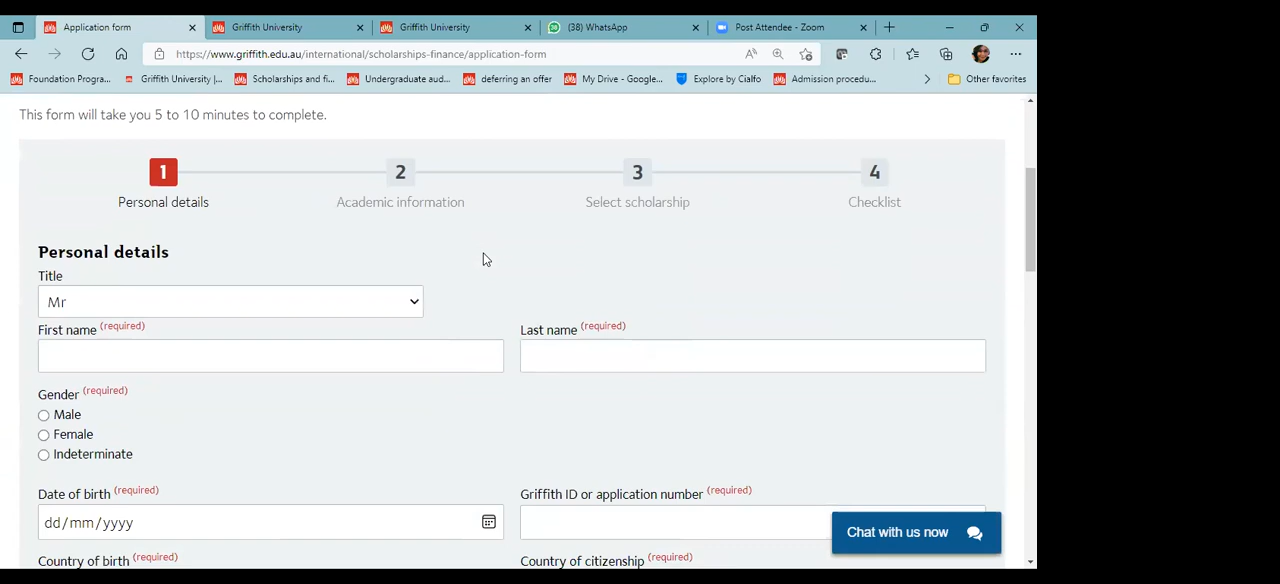 Application form
Griffith University
Griffith University
(38) WhatsApp
Post Attendee - Zoom
https://www.griffith.edu.au/international/scholarships-finance/application-form
Foundation Progra...
Griffith University |...
Scholarships and fi...
Undergraduate aud...
deferring an offer
My Drive - Google...
Explore by Cialfo
Admission procedu...
Other favorites
This form will take you 5 to 10 minutes to complete.
1
2
3
4
Personal details
Academic information
Select scholarship
Checklist
Personal details
Title
Mr
First name (required)
Last name (required)
Gender (required)
Male
Female
Indeterminate
Date of birth (required)
Griffith ID or application number (required)
dd/mm/yyyy
Chat with us now
Country of birth (required)
Country of citizenship (required)